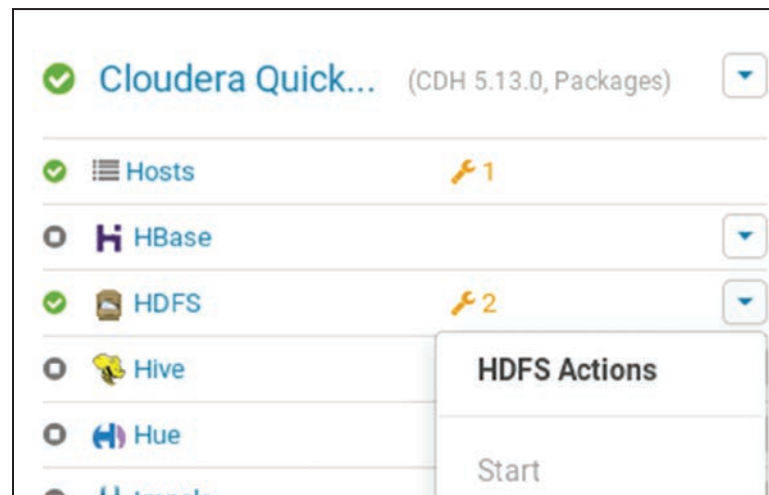 Cloudera Quick... (CDH 5.13.0, Packages)
Hosts 1
HBase
HDFS 2
Hive
HDFS Actions
Hue
Start